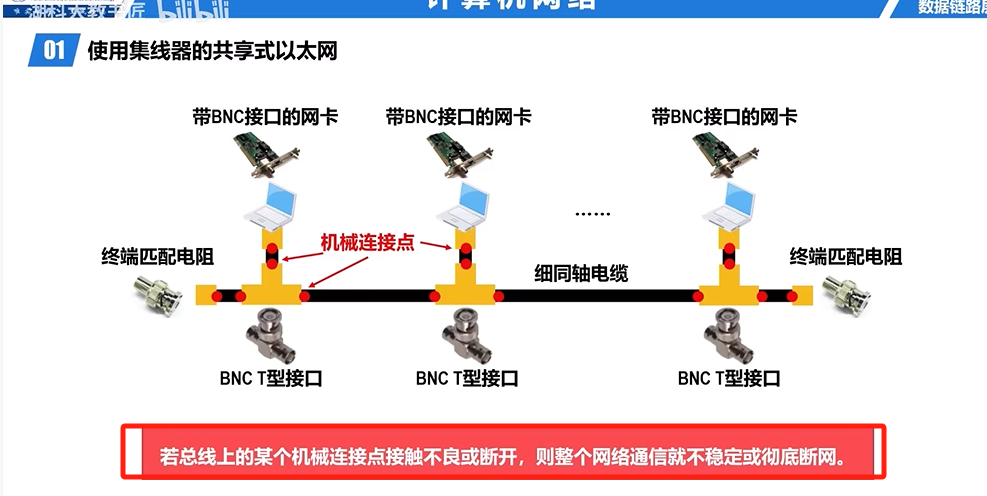 计算机网络
数据链路层
湖科大教书匠 bilibili
01 使用集线器的共享式以太网
带BNC接口的网卡 带BNC接口的网卡 带BNC接口的网卡
……
机械连接点
终端匹配电阻 终端匹配电阻
细同轴电缆
BNC T型接口 BNC T型接口 BNC T型接口
若总线上的某个机械连接点接触不良或断开，则整个网络通信就不稳定或彻底断网。